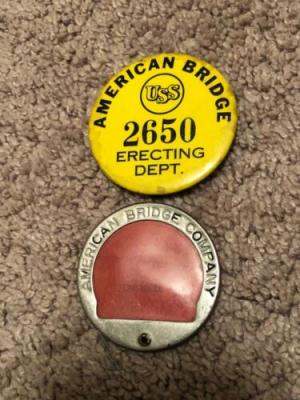 AMERICAN BRIDGE
USS
2650
ERECTING
DEPT.
AMERICAN BRIDGE COMPANY